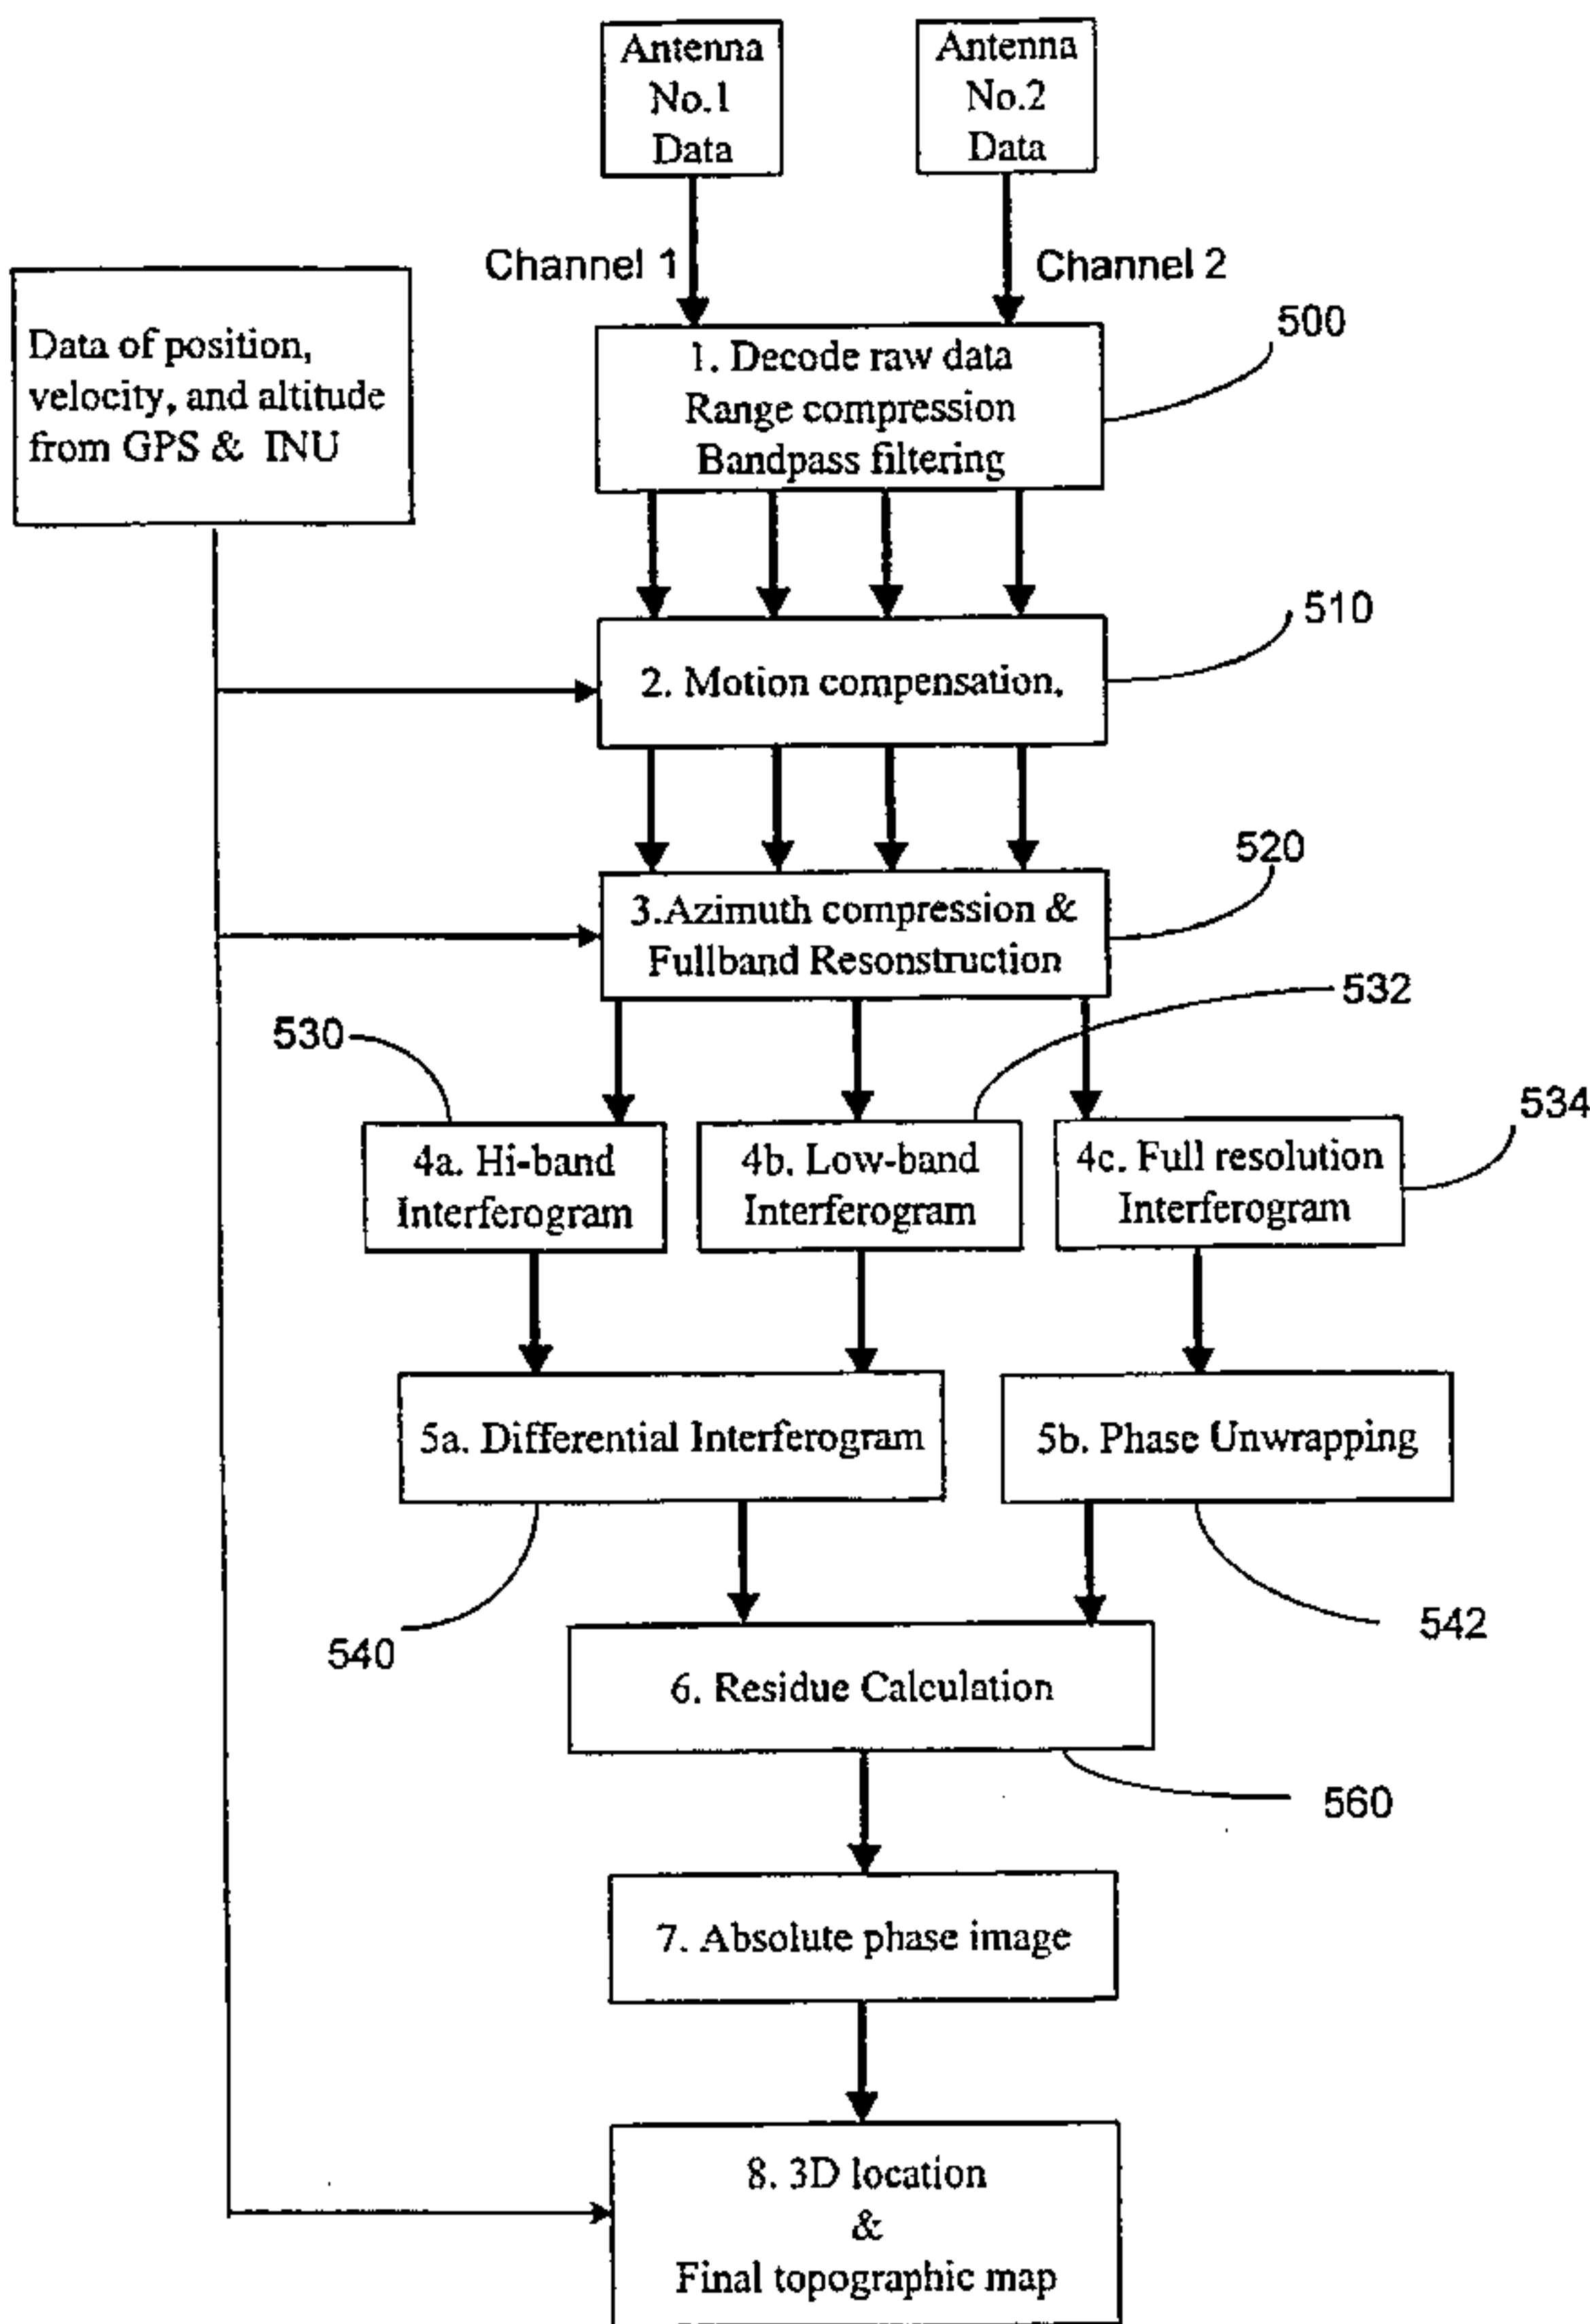 Antenna
No.1
Data
Antenna
No.2
Data
Channel 1
Channel 2
Data of position,
velocity, and altitude
from GPS & INU
1. Decode raw data
Range compression
Bandpass filtering
500
2. Motion compensation,
510
3.Azimuth compression &
Fullband Resonstruction
520
530
532
534
4a. Hi-band
Interferogram
4b. Low-band
Interferogram
4c. Full resolution
Interferogram
5a. Differential Interferogram
5b. Phase Unwrapping
540
542
6. Residue Calculation
560
7. Absolute phase image
8. 3D location
&
Final topographic map